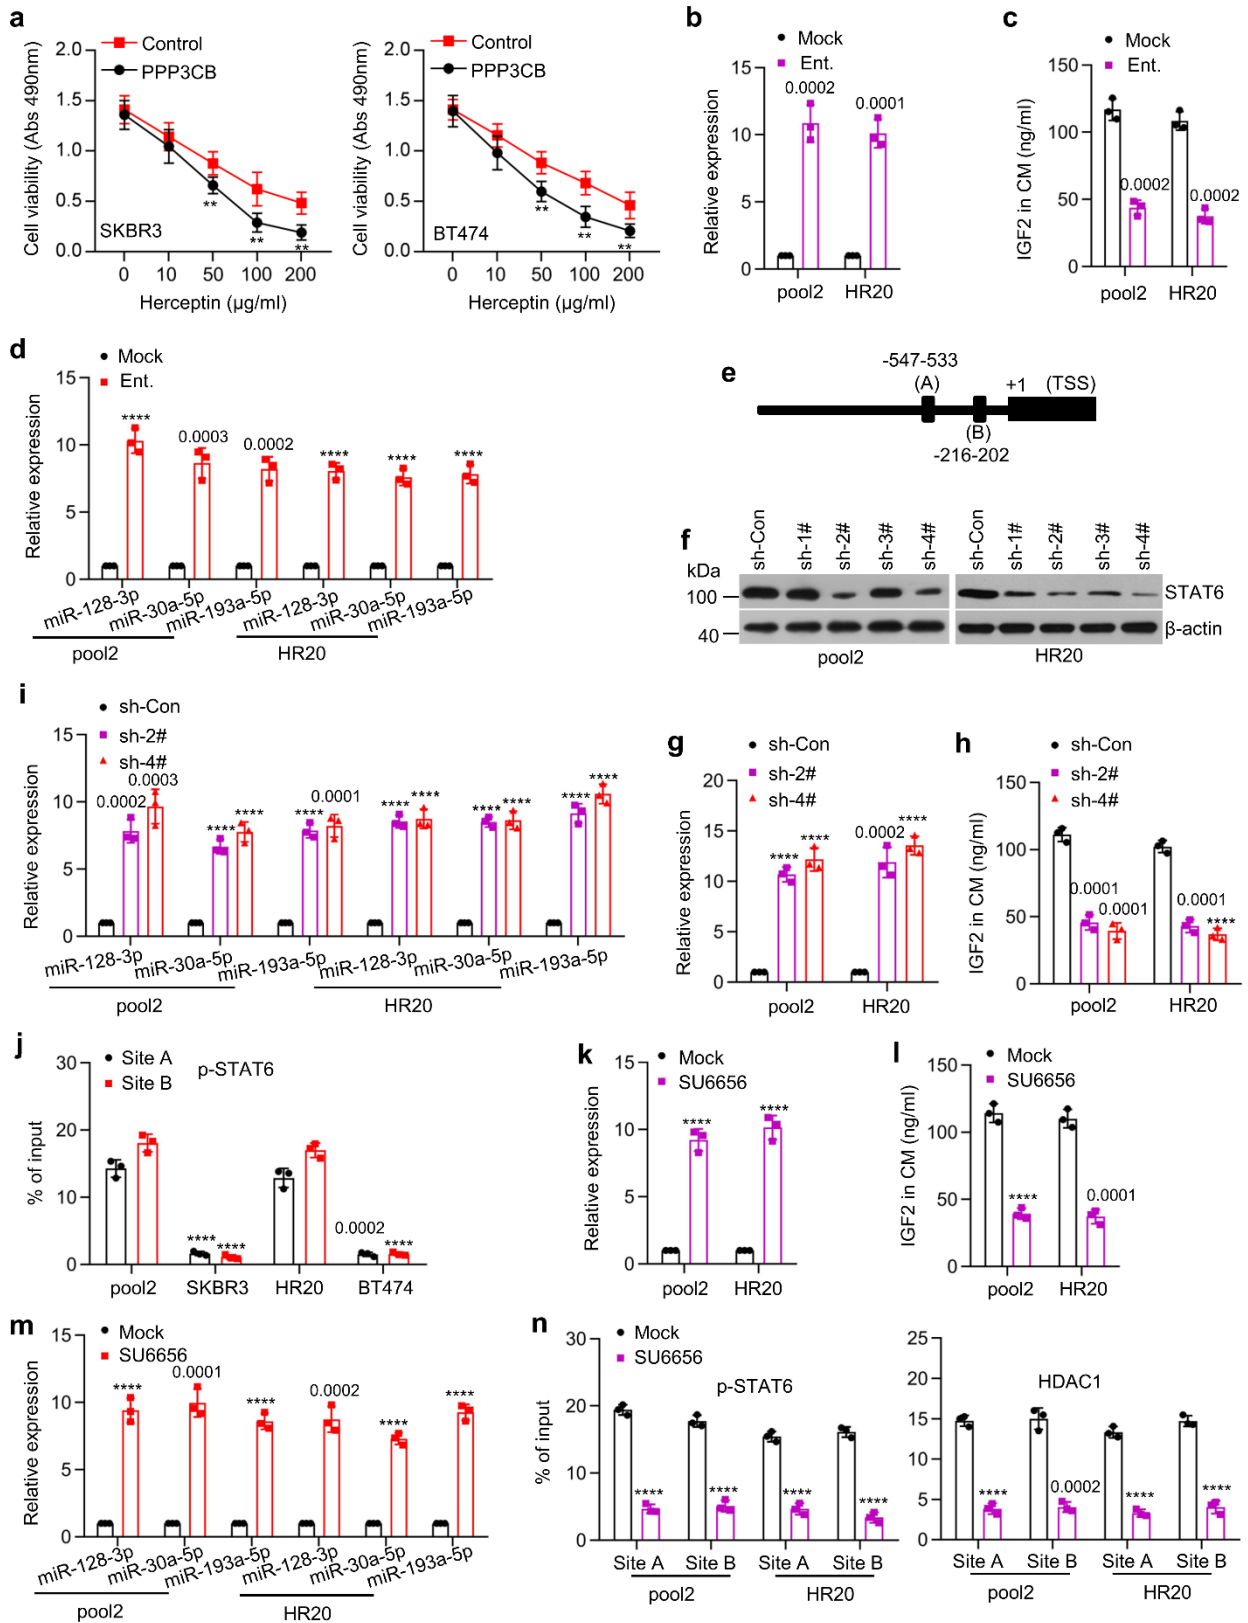 a
Control
PPP3CB
Cell viability (Abs 490nm)
2.0
1.5
1.0
0.5
0.0
**
**
**
SKBR3
0 10 50 100 200
Herceptin (µg/ml)
Control
PPP3CB
Cell viability (Abs 490nm)
2.0
1.5
1.0
0.5
0.0
**
**
**
BT474
0 10 50 100 200
Herceptin (µg/ml)
b
Mock
Ent.
Relative expression
15
10
5
0
0.0002
0.0001
pool2 HR20
c
Mock
Ent.
IGF2 in CM (ng/ml)
150
100
50
0
0.0002
0.0002
pool2 HR20
d
Mock
Ent.
Relative expression
15
10
5
0
**** 0.0003 0.0002 **** **** ****
miR-128-3p miR-30a-5p miR-193a-5p miR-128-3p miR-30a-5p miR-193a-5p
pool2 HR20
e
-547-533
(A) +1 (TSS)
(B)
-216-202
f
sh-Con sh-1# sh-2# sh-3# sh-4# sh-Con sh-1# sh-2# sh-3# sh-4#
kDa
100 STAT6
40 β-actin
pool2 HR20
i
sh-Con
sh-2#
sh-4#
Relative expression
15
10
5
0
0.0002 0.0003 **** **** **** 0.0001 **** **** **** **** **** ****
miR-128-3p miR-30a-5p miR-193a-5p miR-128-3p miR-30a-5p miR-193a-5p
pool2 HR20
g
sh-Con
sh-2#
sh-4#
Relative expression
20
15
10
5
0
**** **** 0.0002 ****
pool2 HR20
h
sh-Con
sh-2#
sh-4#
IGF2 in CM (ng/ml)
150
100
50
0
0.0001 0.0001 0.0001 ****
pool2 HR20
j
Site A
Site B
p-STAT6
% of input
30
20
10
0
**** **** 0.0002 ****
pool2 SKBR3 HR20 BT474
k
Mock
SU6656
Relative expression
15
10
5
0
**** ****
pool2 HR20
l
Mock
SU6656
IGF2 in CM (ng/ml)
150
100
50
0
**** 0.0001
pool2 HR20
m
Mock
SU6656
Relative expression
15
10
5
0
**** 0.0001 **** 0.0002 **** ****
miR-128-3p miR-30a-5p miR-193a-5p miR-128-3p miR-30a-5p miR-193a-5p
pool2 HR20
n
Mock
SU6656
p-STAT6
% of input
30
20
10
0
**** **** **** ****
Site A Site B Site A Site B
pool2 HR20
HDAC1
25
20
15
10
5
0
**** 0.0002 **** ****
Site A Site B Site A Site B
pool2 HR20